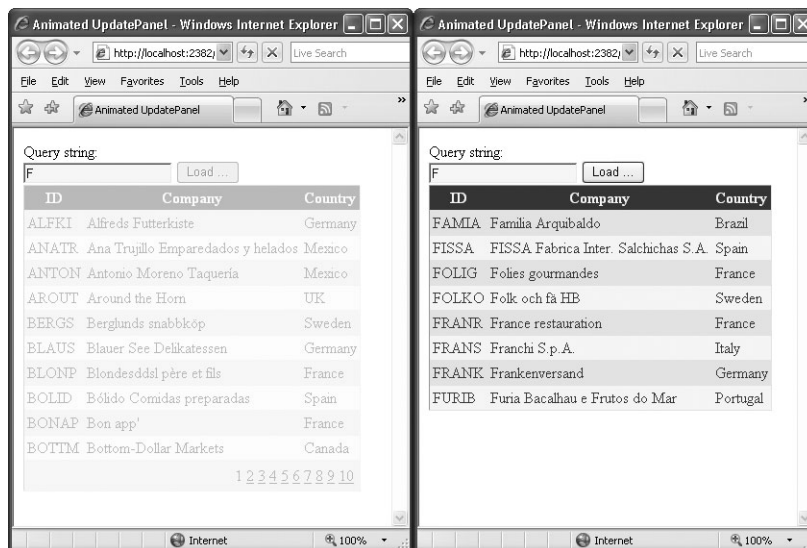 Animated UpdatePanel - Windows Internet Explorer
http://localhost:2382/
Live Search
File Edit View Favorites Tools Help
Animated UpdatePanel
»
Query string:
F
Load ...
ID Company Country
ALFKI Alfreds Futterkiste Germany
ANATR Ana Trujillo Emparedados y helados Mexico
ANTON Antonio Moreno Taquería Mexico
AROUT Around the Horn UK
BERGS Berglunds snabbköp Sweden
BLAUS Blauer See Delikatessen Germany
BLONP Blondesddsl père et fils France
BOLID Bólido Comidas preparadas Spain
BONAP Bon app' France
BOTTM Bottom-Dollar Markets Canada
1 2 3 4 5 6 7 8 9 10
Internet 100%
Animated UpdatePanel - Windows Internet Explorer
http://localhost:2382/
Live Search
File Edit View Favorites Tools Help
Animated UpdatePanel
»
Query string:
F
Load ...
ID Company Country
FAMIA Familia Arquibaldo Brazil
FISSA FISSA Fabrica Inter. Salchichas S.A. Spain
FOLIG Folies gourmandes France
FOLKO Folk och fä HB Sweden
FRANR France restauration France
FRANS Franchi S.p.A. Italy
FRANK Frankenversand Germany
FURIB Furia Bacalhau e Frutos do Mar Portugal
Internet 100%